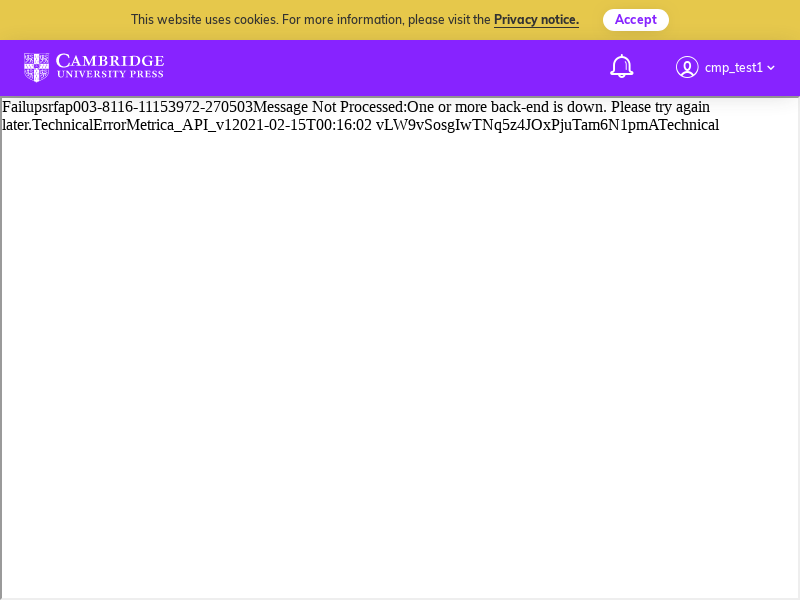 This website uses cookies. For more information, please visit the Privacy notice. Accept
CAMBRIDGE
UNIVERSITY PRESS
cmp_test1
Failupsrfap003-8116-11153972-270503Message Not Processed:One or more back-end is down. Please try again
later.TechnicalErrorMetrica_API_v12021-02-15T00:16:02 vLW9vSosgIwTNq5z4JOxPjuTam6N1pmATechnical